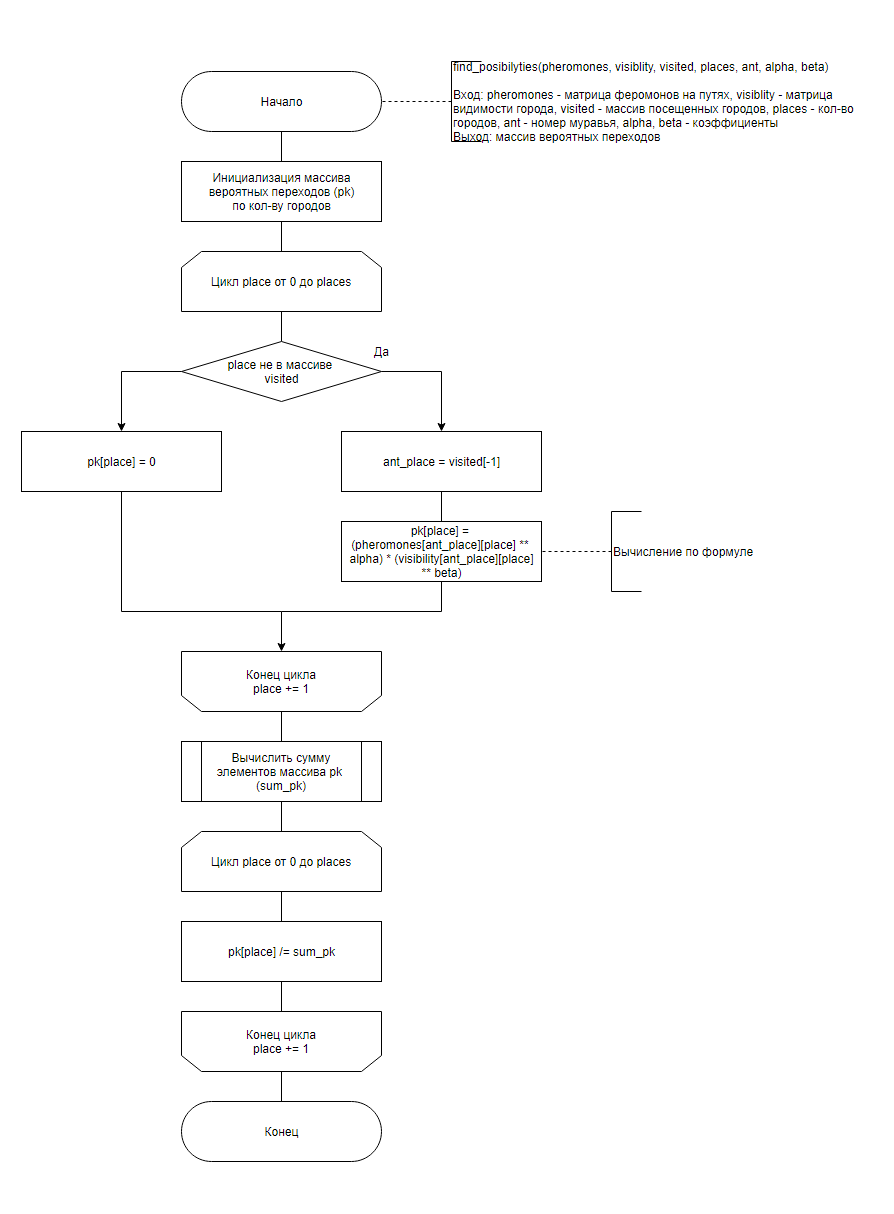 find_posibilyties(pheromones, visiblity, visited, places, ant, alpha, beta)
Начало
Вход: pheromones - матрица феромонов на путях, visiblity - матрица
видимости города, visited - массив посещенных городов, places - кол-во
городов, ant - номер муравья, alpha, beta - коэффициенты
Выход: массив вероятных переходов
Инициализация массива
вероятных переходов (pk)
по кол-ву городов
Цикл place от 0 до places
Да
place не в массиве
visited
pk[place] = 0
ant_place = visited[-1]
pk[place] =
(pheromones[ant_place][place] **
alpha) * (visibility[ant_place][place]
** beta)
Вычисление по формуле
Конец цикла
place += 1
Вычислить сумму
элементов массива pk
(sum_pk)
Цикл place от 0 до places
pk[place] /= sum_pk
Конец цикла
place += 1
Конец